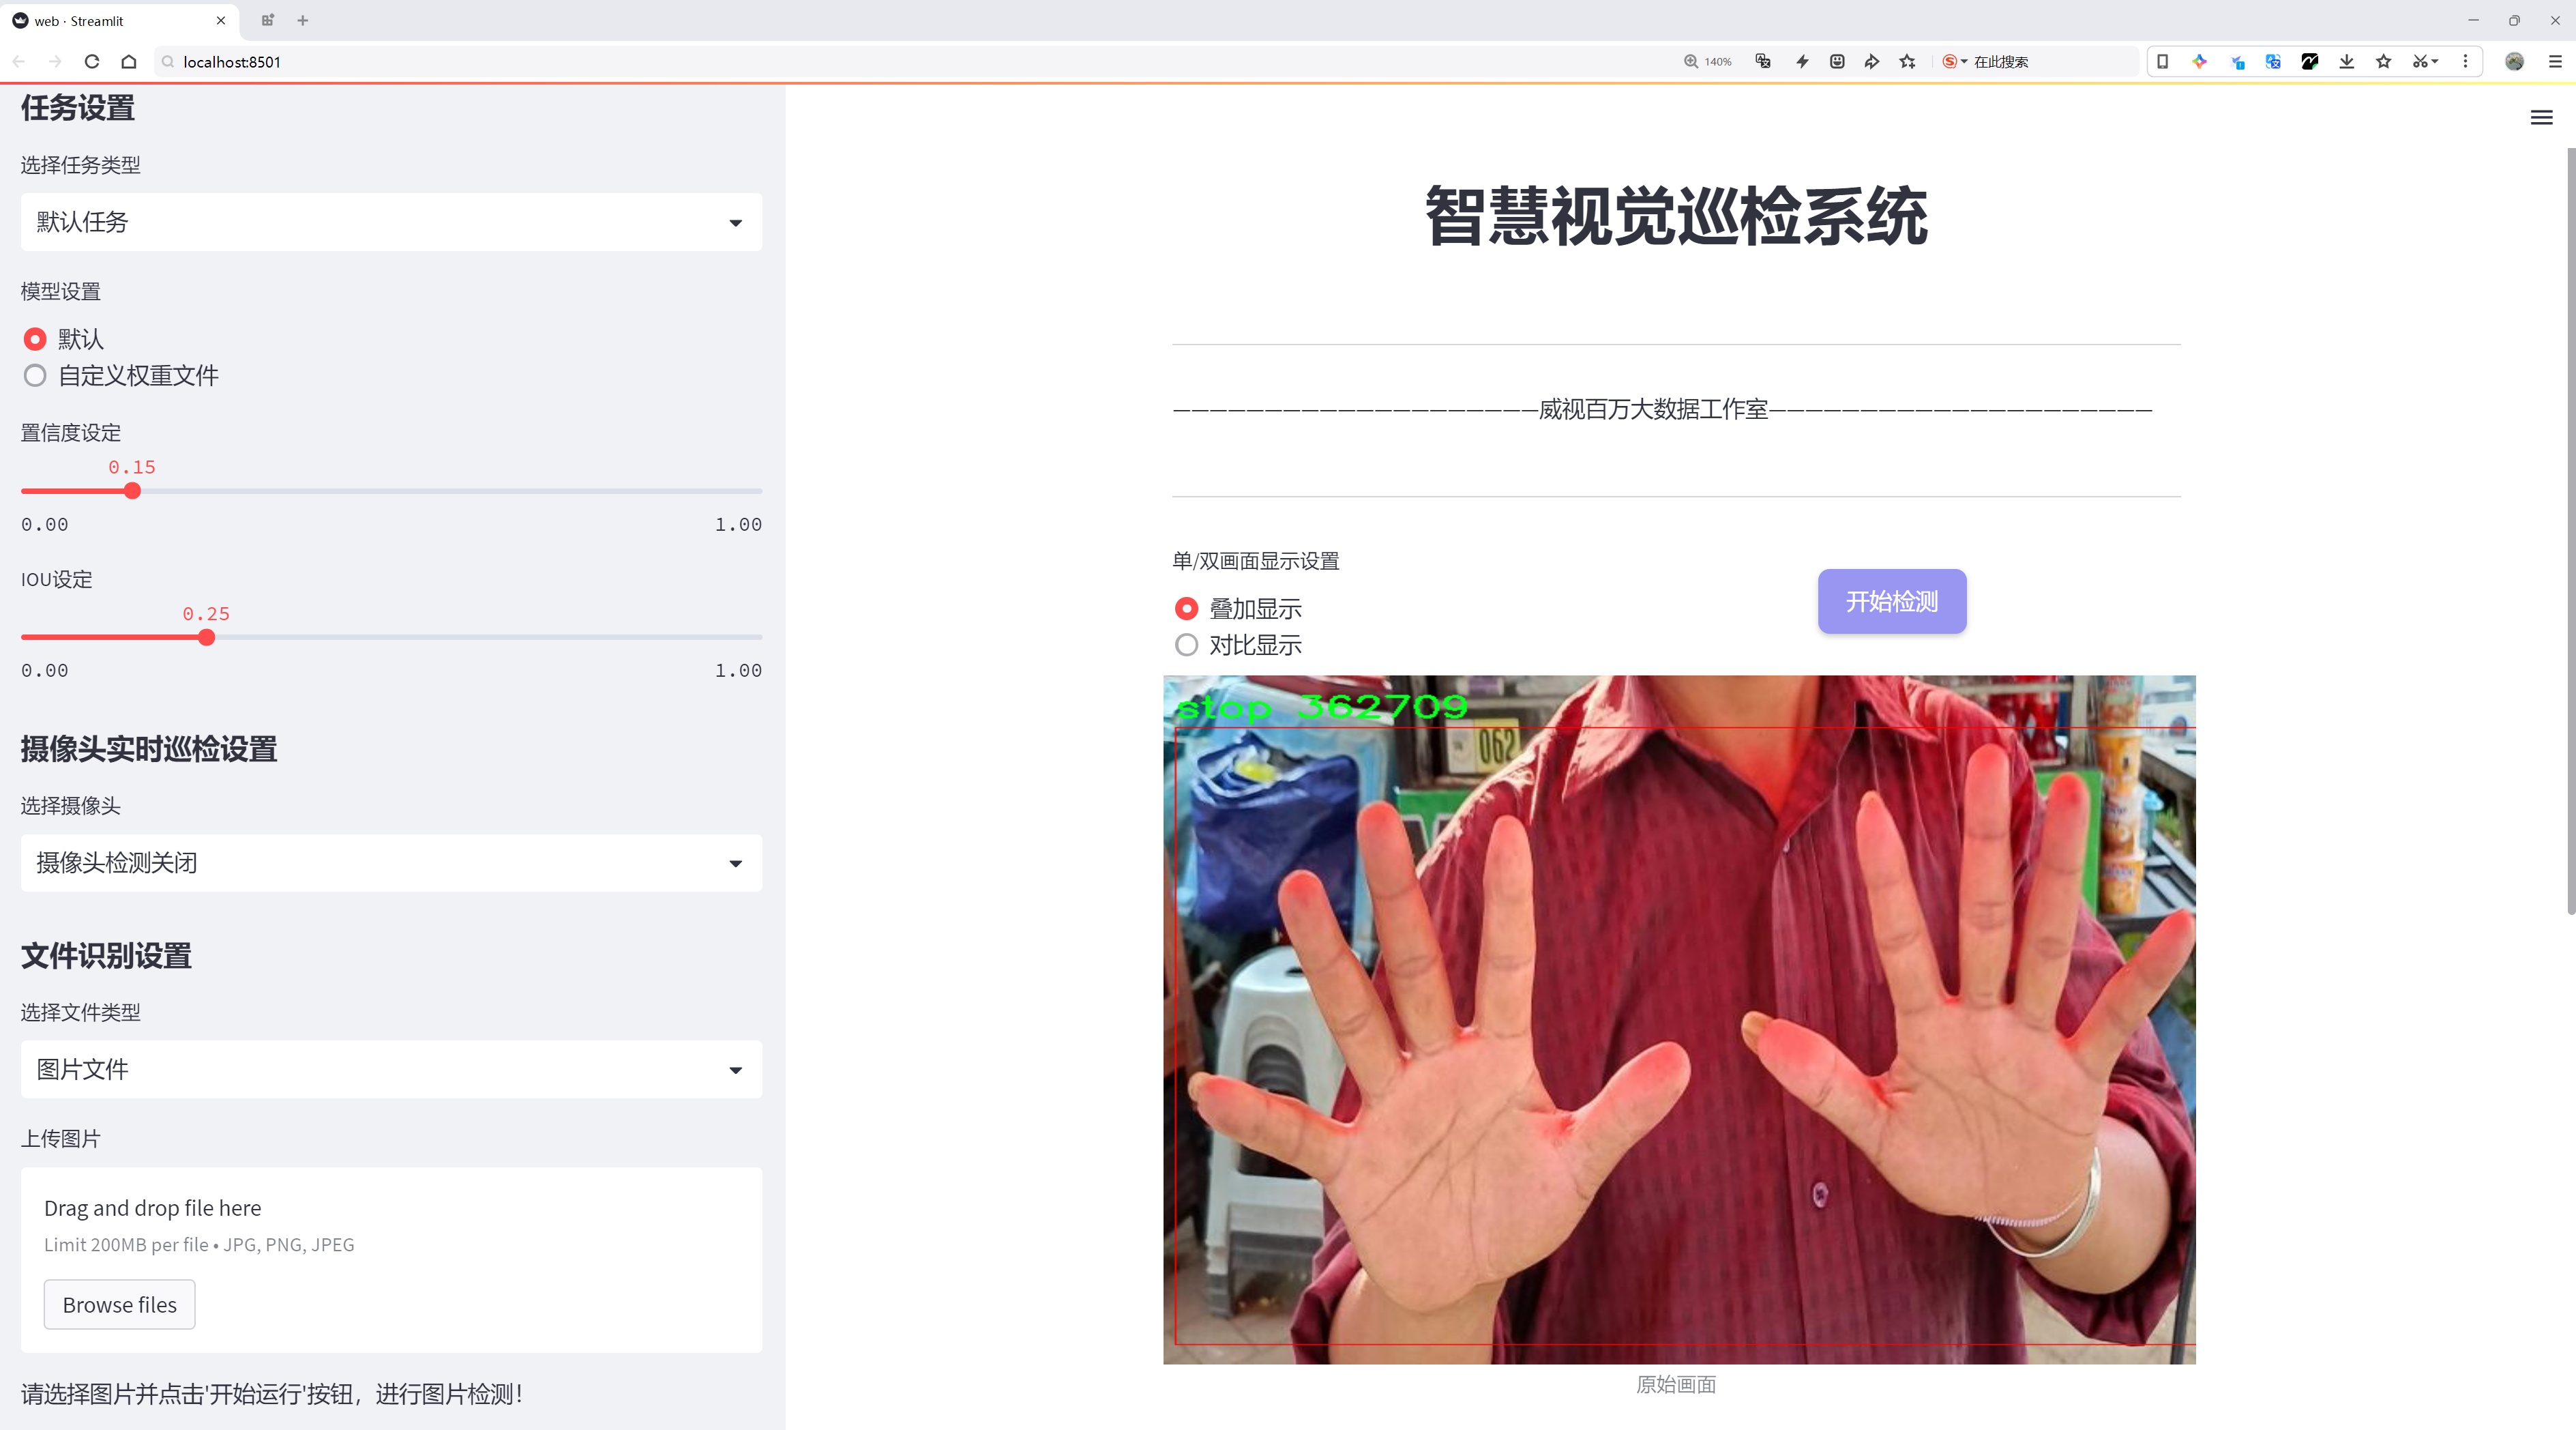 web · Streamlit
localhost:8501
140%
在此搜索
任务设置
选择任务类型
默认任务
模型设置
默认
自定义权重文件
置信度设定
0.15
0.00
1.00
IOU设定
0.25
0.00
1.00
摄像头实时巡检设置
选择摄像头
摄像头检测关闭
文件识别设置
选择文件类型
图片文件
上传图片
Drag and drop file here
Limit 200MB per file • JPG, PNG, JPEG
Browse files
请选择图片并点击'开始运行'按钮，进行图片检测！
智慧视觉巡检系统
————————————————————威视百万大数据工作室—————————————————————
单/双画面显示设置
叠加显示
对比显示
开始检测
stop 362709
062
原始画面